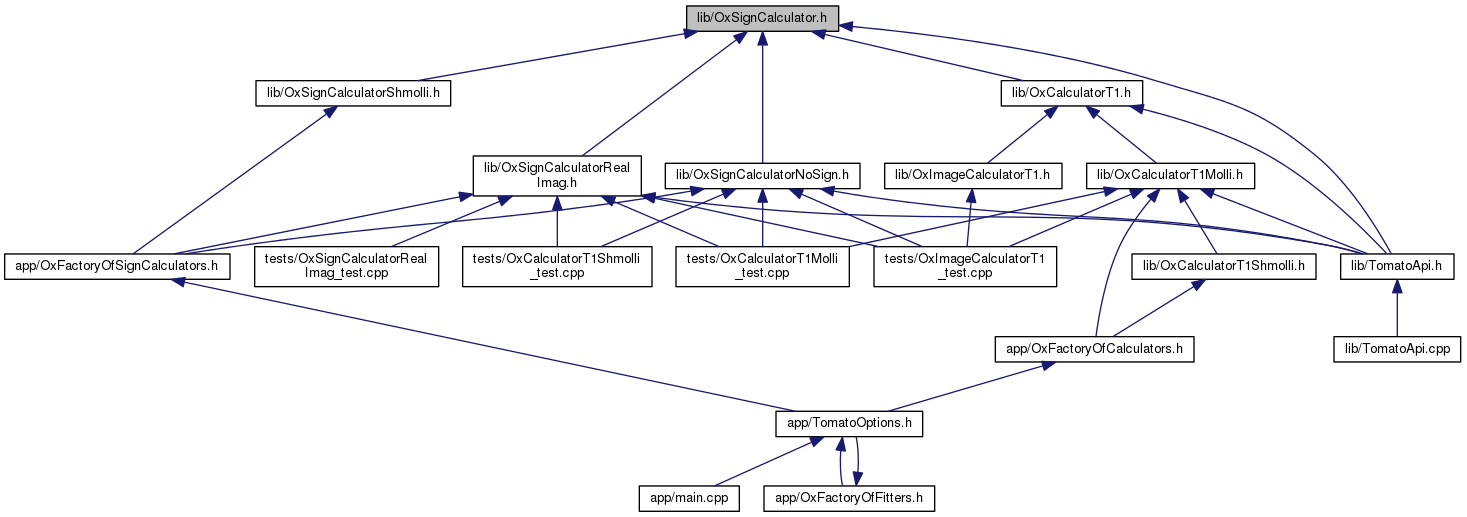 lib/OxSignCalculator.h
lib/OxSignCalculatorShmolli.h
lib/OxCalculatorT1.h
lib/OxSignCalculatorReal
Imag.h
lib/OxSignCalculatorNoSign.h
lib/OxImageCalculatorT1.h
lib/OxCalculatorT1Molli.h
app/OxFactoryOfSignCalculators.h
tests/OxSignCalculatorReal
Imag_test.cpp
tests/OxCalculatorT1Shmolli
_test.cpp
tests/OxCalculatorT1Molli
_test.cpp
tests/OxImageCalculatorT1
_test.cpp
lib/OxCalculatorT1Shmolli.h
lib/TomatoApi.h
app/OxFactoryOfCalculators.h
lib/TomatoApi.cpp
app/TomatoOptions.h
app/main.cpp
app/OxFactoryOfFitters.h